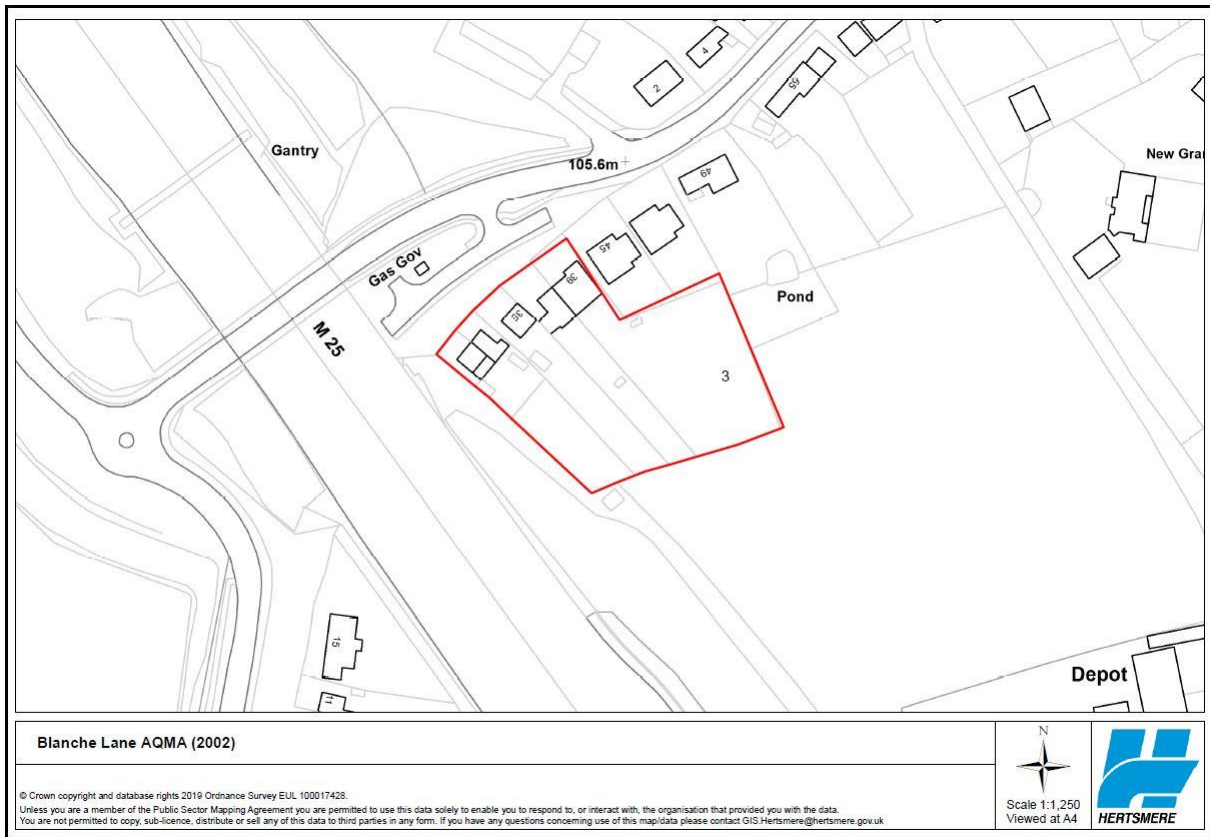 4
2
55
Gantry
New Gra
105.6m
49
45
Gas Gov
39
Pond
35
M 25
3
15
11
Depot
Blanche Lane AQMA (2002)
N
© Crown copyright and database rights 2019 Ordnance Survey EUL 100017428.
Unless you are a member of the Public Sector Mapping Agreement you are permitted to use this data solely to enable you to respond to, or interact with, the organisation that provided you with the data.
You are not permitted to copy, sub-licence, distribute or sell any of this data to third parties in any form. If you have any questions concerning use of this map/data please contact GIS.Hertsmere@hertsmere.gov.uk
Scale 1:1,250
Viewed at A4
HERTSMERE